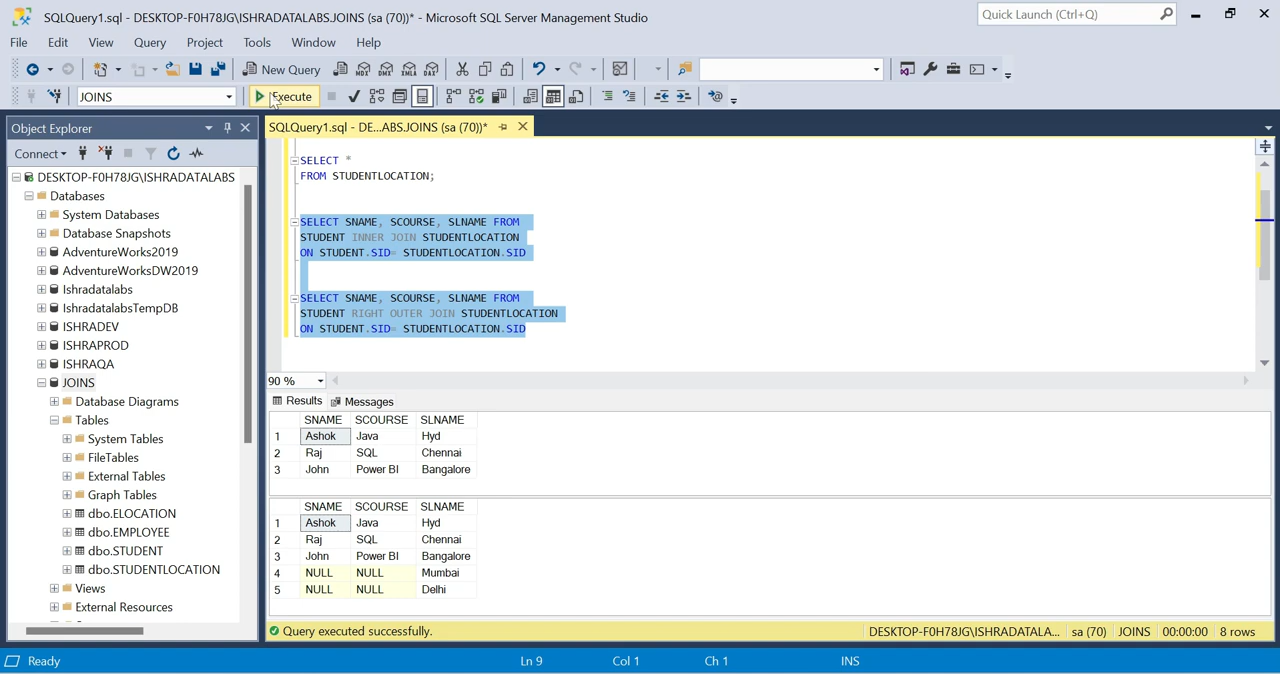 SQLQuery1.sql - DESKTOP-F0H78JG\ISHRADATALABS.JOINS (sa (70))* - Microsoft SQL Server Management Studio
Quick Launch (Ctrl+Q)
File Edit View Query Project Tools Window Help
New Query MDX DMX XMLA DAX
JOINS Execute
Object Explorer
SQLQuery1.sql - DE...ABS.JOINS (sa (70))*
Connect
DESKTOP-F0H78JG\ISHRADATALABS
Databases
System Databases
Database Snapshots
AdventureWorks2019
AdventureWorksDW2019
Ishradatalabs
IshradatalabsTempDB
ISHRADEV
ISHRAPROD
ISHRAQA
JOINS
Database Diagrams
Tables
System Tables
FileTables
External Tables
Graph Tables
dbo.ELOCATION
dbo.EMPLOYEE
dbo.STUDENT
dbo.STUDENTLOCATION
Views
External Resources
SELECT *
FROM STUDENTLOCATION;
SELECT SNAME, SCOURSE, SLNAME FROM
STUDENT INNER JOIN STUDENTLOCATION
ON STUDENT.SID= STUDENTLOCATION.SID
SELECT SNAME, SCOURSE, SLNAME FROM
STUDENT RIGHT OUTER JOIN STUDENTLOCATION
ON STUDENT.SID= STUDENTLOCATION.SID
90 %
Results Messages
SNAME SCOURSE SLNAME
1 Ashok Java Hyd
2 Raj SQL Chennai
3 John Power BI Bangalore
SNAME SCOURSE SLNAME
1 Ashok Java Hyd
2 Raj SQL Chennai
3 John Power BI Bangalore
4 NULL NULL Mumbai
5 NULL NULL Delhi
Query executed successfully. DESKTOP-F0H78JG\ISHRADATALA... sa (70) JOINS 00:00:00 8 rows
Ready Ln 9 Col 1 Ch 1 INS